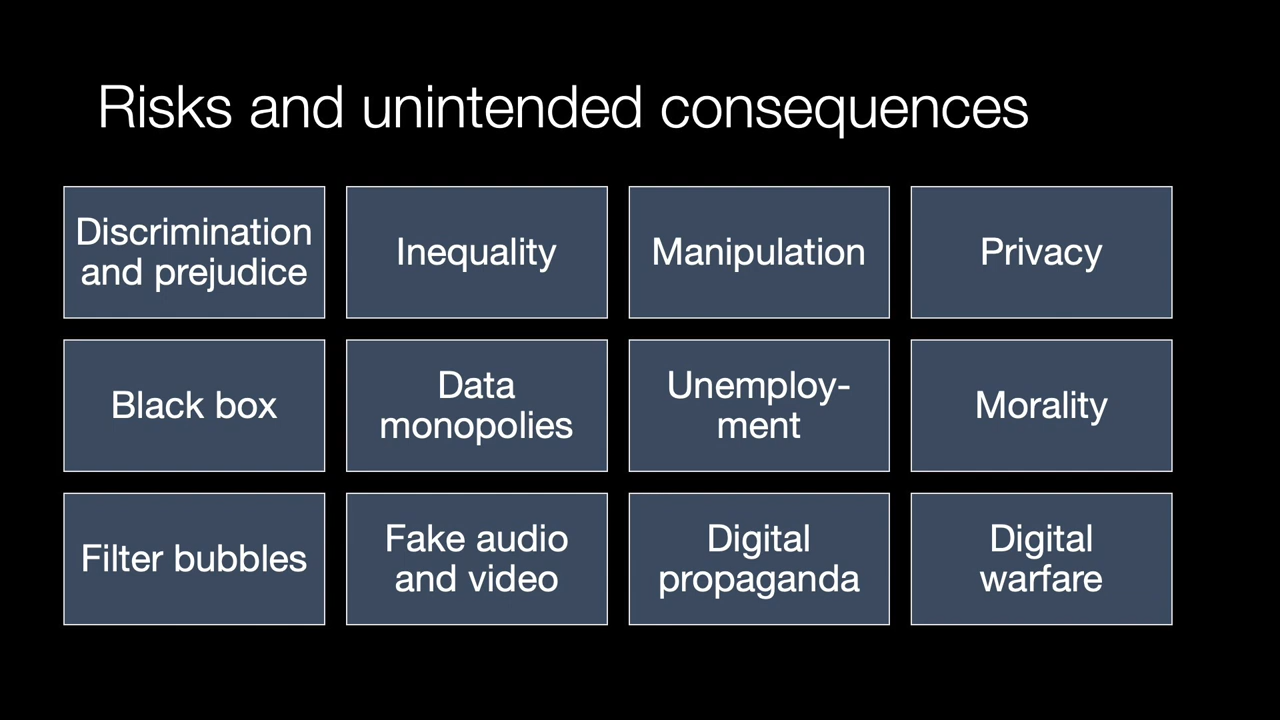 Risks and unintended consequences
Discrimination
and prejudice
Inequality
Manipulation
Privacy
Black box
Data
monopolies
Unemploy-
ment
Morality
Filter bubbles
Fake audio
and video
Digital
propaganda
Digital
warfare